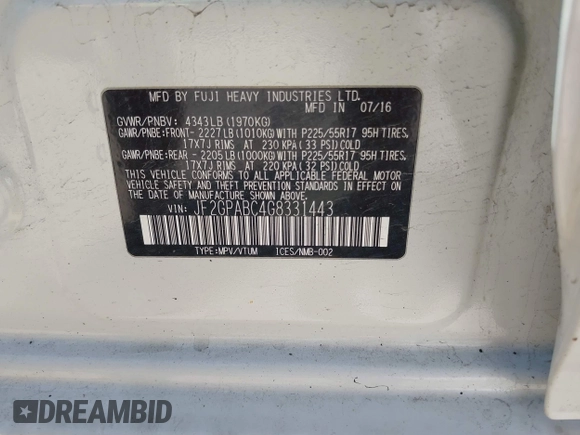 MFD BY FUJI HEAVY INDUSTRIES LTD.
MFD IN 07/16
GVWR/PNBV: 4343LB(1970KG)
GAWR/PNBE:FRONT- 2227LB(1010KG)WITH P225/55R17 95H TIRES,
17X7J RIMS AT 230 KPA(33 PSI)COLD
GAWR/PNBE:REAR - 2205LB(1000KG)WITH P225/55R17 95H TIRES,
17X7J RIMS AT 220 KPA(32 PSI)COLD
THIS VEHICLE CONFORMS TO ALL APPLICABLE FEDERAL MOTOR
VEHICLE SAFETY, BUMPER, AND THEFT PREVENTION STANDARDS
IN EFFECT ON THE DATE OF MANUFACTURE SHOWN ABOVE.
VIN: JF2GPABC4G8331443
TYPE:MPV/VTUM ICES/NMB-002
DREAMBID